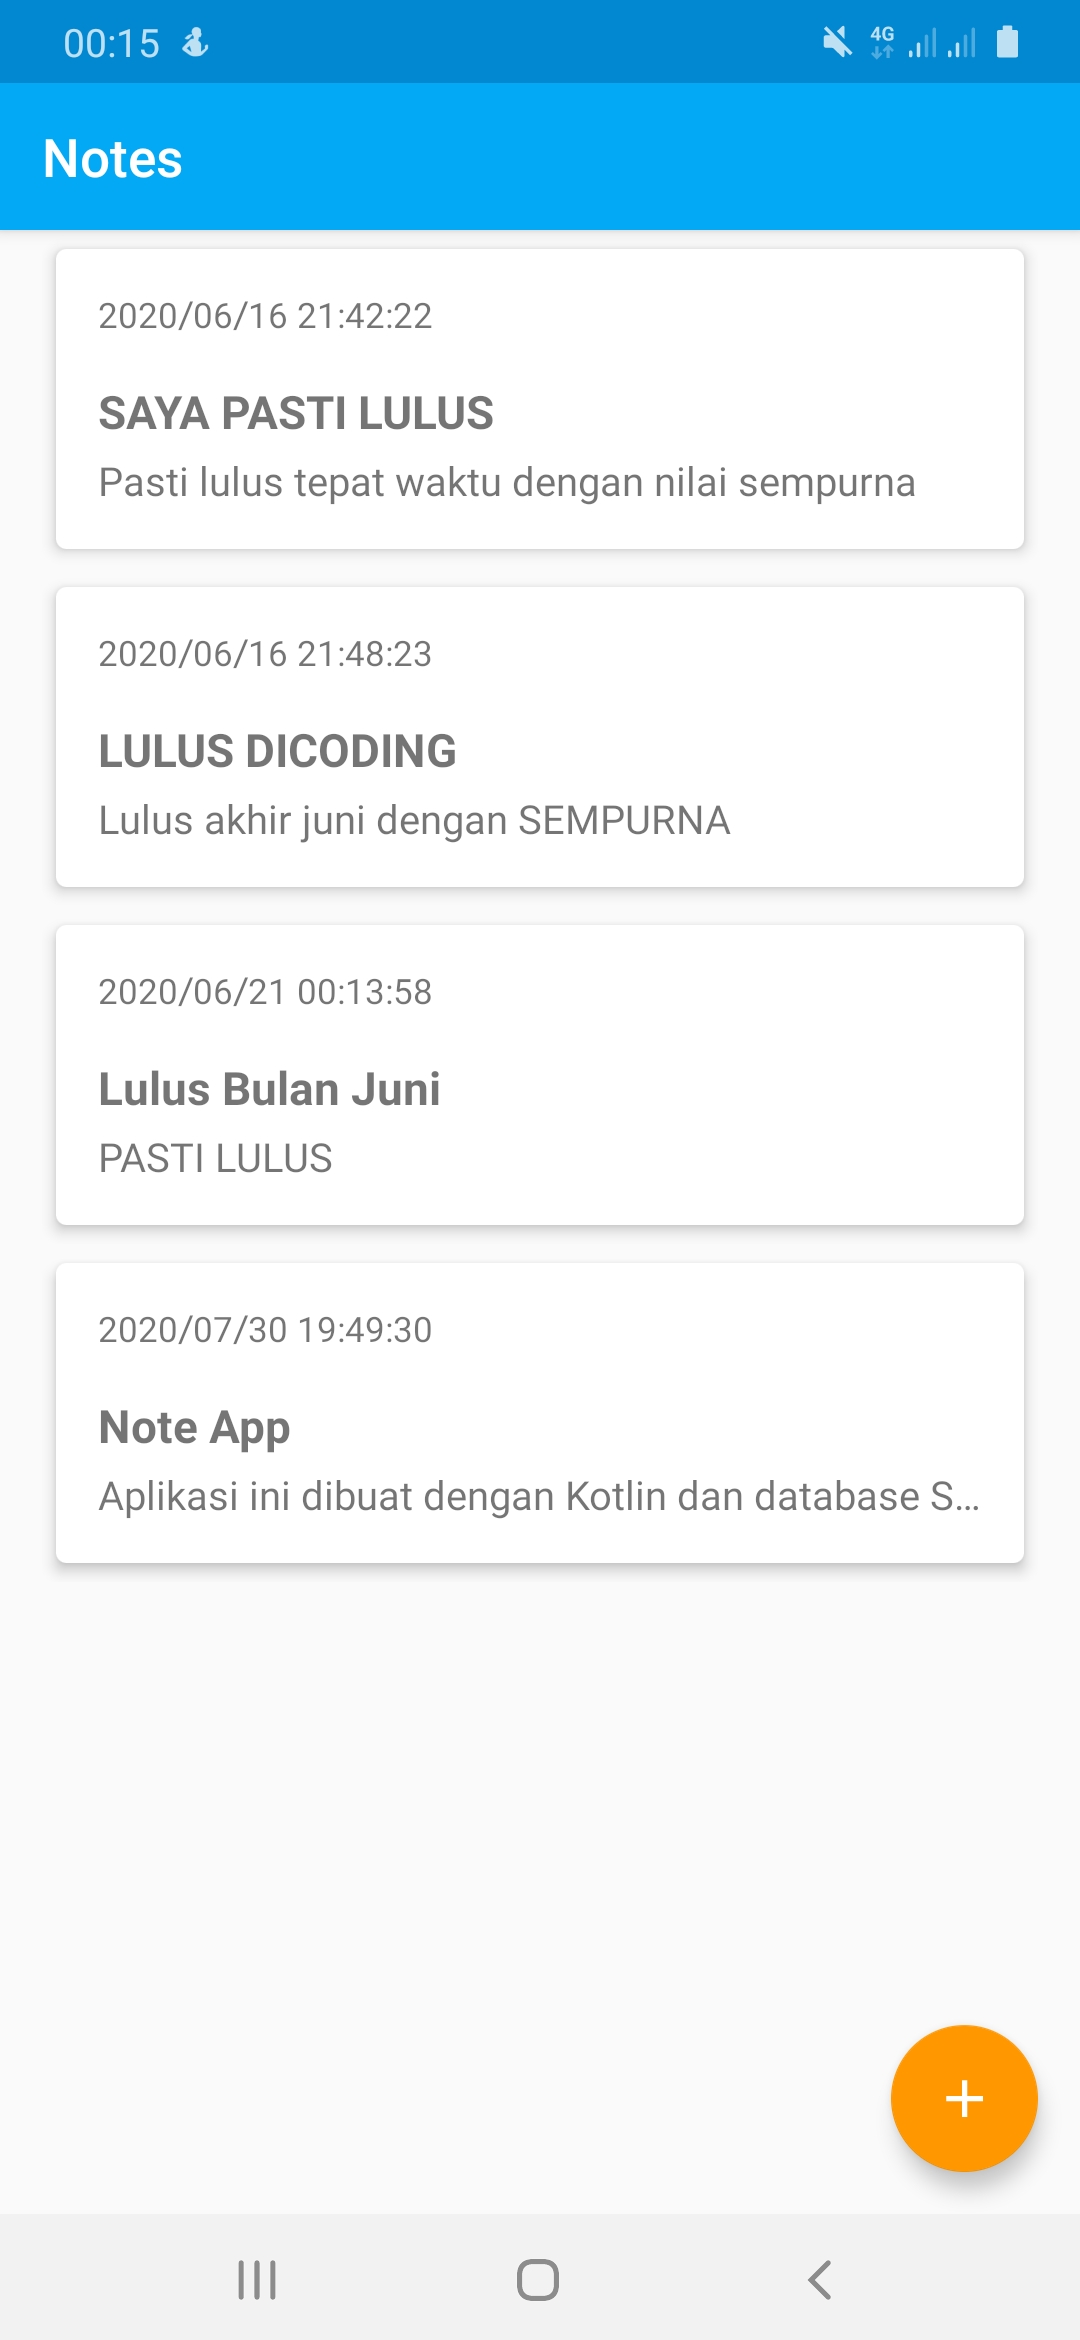 00:15
4G
Notes
2020/06/16 21:42:22
SAYA PASTI LULUS
Pasti lulus tepat waktu dengan nilai sempurna
2020/06/16 21:48:23
LULUS DICODING
Lulus akhir juni dengan SEMPURNA
2020/06/21 00:13:58
Lulus Bulan Juni
PASTI LULUS
2020/07/30 19:49:30
Note App
Aplikasi ini dibuat dengan Kotlin dan database S...